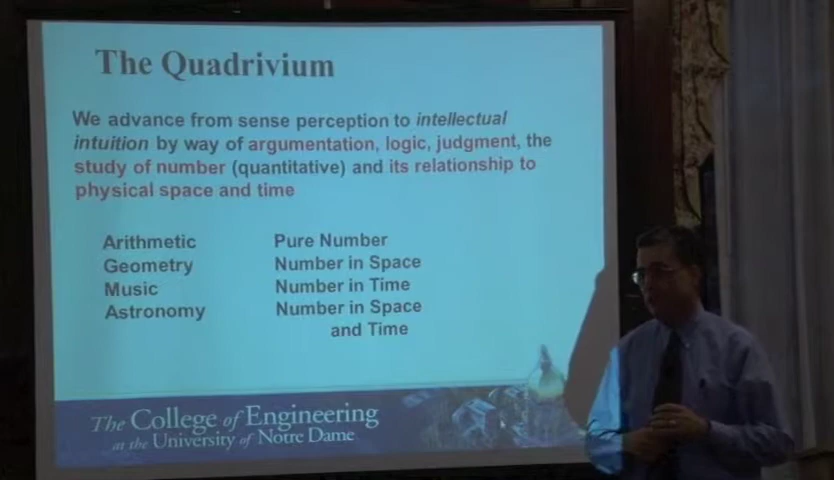 The Quadrivium
We advance from sense perception to intellectual
intuition by way of argumentation, logic, judgment, the
study of number (quantitative) and its relationship to
physical space and time
Arithmetic Pure Number
Geometry Number in Space
Music Number in Time
Astronomy Number in Space
and Time
The College of Engineering
at the University of Notre Dame